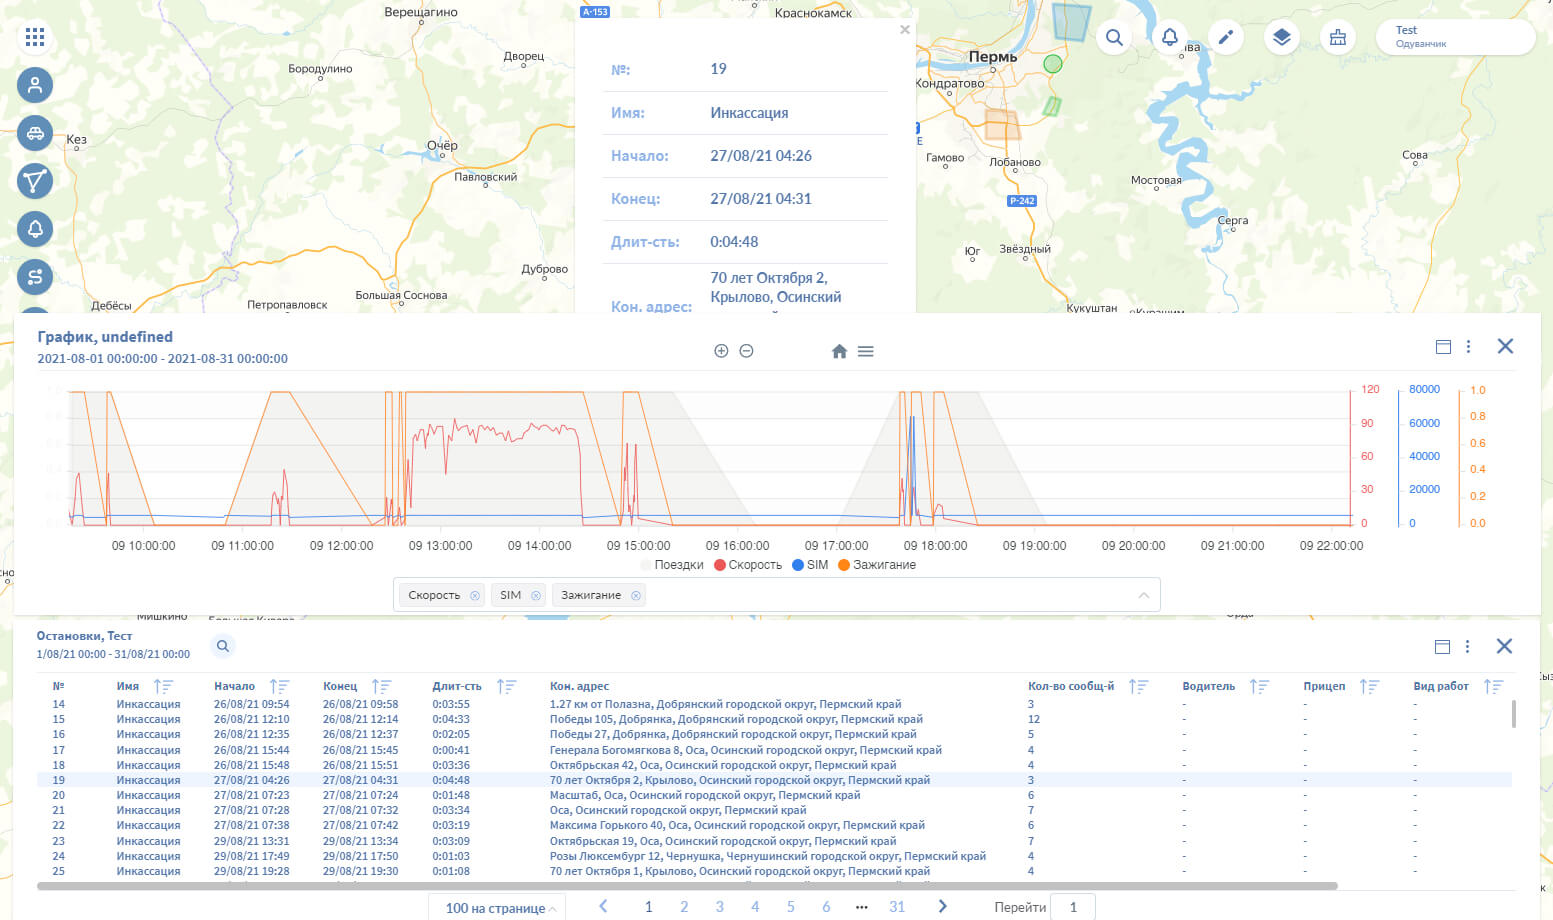 Верещагино
A-153
Краснокамск
Дворец
Бородулино
Пермь
Кондратово
Test
Одуванчик
№:
19
Имя:
Инкассация
Начало:
27/08/21 04:26
Конец:
27/08/21 04:31
Длит-сть:
0:04:48
Кон. адрес:
70 лет Октября 2,
Крылово, Осинский
Кез
Очёр
Павловский
Гамово
Лобаново
Мостовая
Сова
P-242
Серга
Юг
Звёздный
Дуброво
Большая Соснова
Петропавловск
Дебёсы
Кукуштан
Курашим
График, undefined
2021-08-01 00:00:00 - 2021-08-31 00:00:00
120
90
60
30
0
80000
60000
40000
20000
0
1.0
0.8
0.6
0.4
0.2
0.0
09 10:00:00 09 11:00:00 09 12:00:00 09 13:00:00 09 14:00:00 09 15:00:00 09 16:00:00 09 17:00:00 09 18:00:00 09 19:00:00 09 20:00:00 09 21:00:00 09 22:00:00
Поездки Скорость SIM Зажигание
Скорость SIM Зажигание
Мишкино
Орда
Остановки, Тест
1/08/21 00:00 - 31/08/21 00:00
№ Имя Начало Конец Длит-сть Кон. адрес Кол-во сообщ-й Водитель Прицеп Вид работ
14 Инкассация 26/08/21 09:54 26/08/21 09:58 0:03:55 1.27 км от Полазна, Добрянский городской округ, Пермский край 3 - - -
15 Инкассация 26/08/21 12:10 26/08/21 12:14 0:04:33 Победы 105, Добрянка, Добрянский городской округ, Пермский край 12 - - -
16 Инкассация 26/08/21 12:35 26/08/21 12:37 0:02:05 Победы 27, Добрянка, Добрянский городской округ, Пермский край 5 - - -
17 Инкассация 26/08/21 15:44 26/08/21 15:45 0:00:41 Генерала Богомягкова 8, Оса, Осинский городской округ, Пермский край 4 - - -
18 Инкассация 26/08/21 15:48 26/08/21 15:51 0:03:36 Октябрьская 42, Оса, Осинский городской округ, Пермский край 4 - - -
19 Инкассация 27/08/21 04:26 27/08/21 04:31 0:04:48 70 лет Октября 2, Крылово, Осинский городской округ, Пермский край 3 - - -
20 Инкассация 27/08/21 07:23 27/08/21 07:24 0:01:48 Масштаб, Оса, Осинский городской округ, Пермский край 6 - - -
21 Инкассация 27/08/21 07:28 27/08/21 07:32 0:03:34 Оса, Осинский городской округ, Пермский край 7 - - -
22 Инкассация 27/08/21 07:38 27/08/21 07:42 0:03:19 Максима Горького 40, Оса, Осинский городской округ, Пермский край 6 - - -
23 Инкассация 29/08/21 13:31 29/08/21 13:34 0:03:09 Октябрьская 19, Оса, Осинский городской округ, Пермский край 7 - - -
24 Инкассация 29/08/21 17:49 29/08/21 17:50 0:01:03 Розы Люксембург 12, Чернушка, Чернушинский городской округ, Пермский край 4 - - -
25 Инкассация 29/08/21 19:28 29/08/21 19:30 0:01:08 70 лет Октября 1, Крылово, Осинский городской округ, Пермский край 4 - - -
100 на странице 1 2 3 4 5 6 ••• 31 Перейти 1